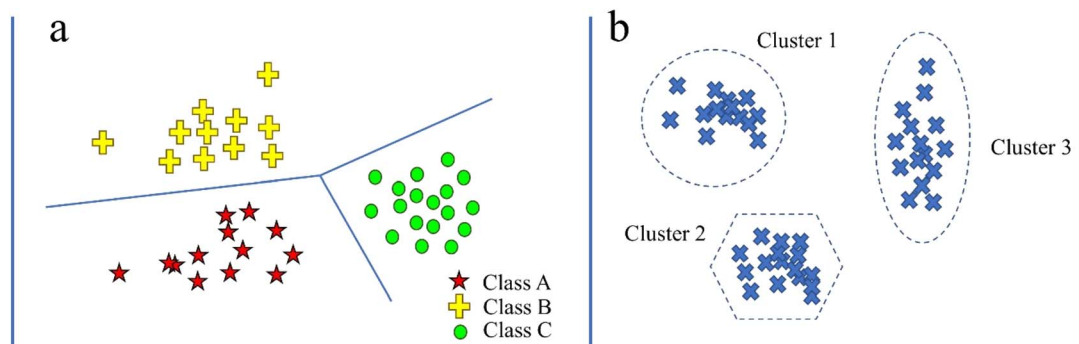 a
Class A
Class B
Class C
b
Cluster 1
Cluster 3
Cluster 2